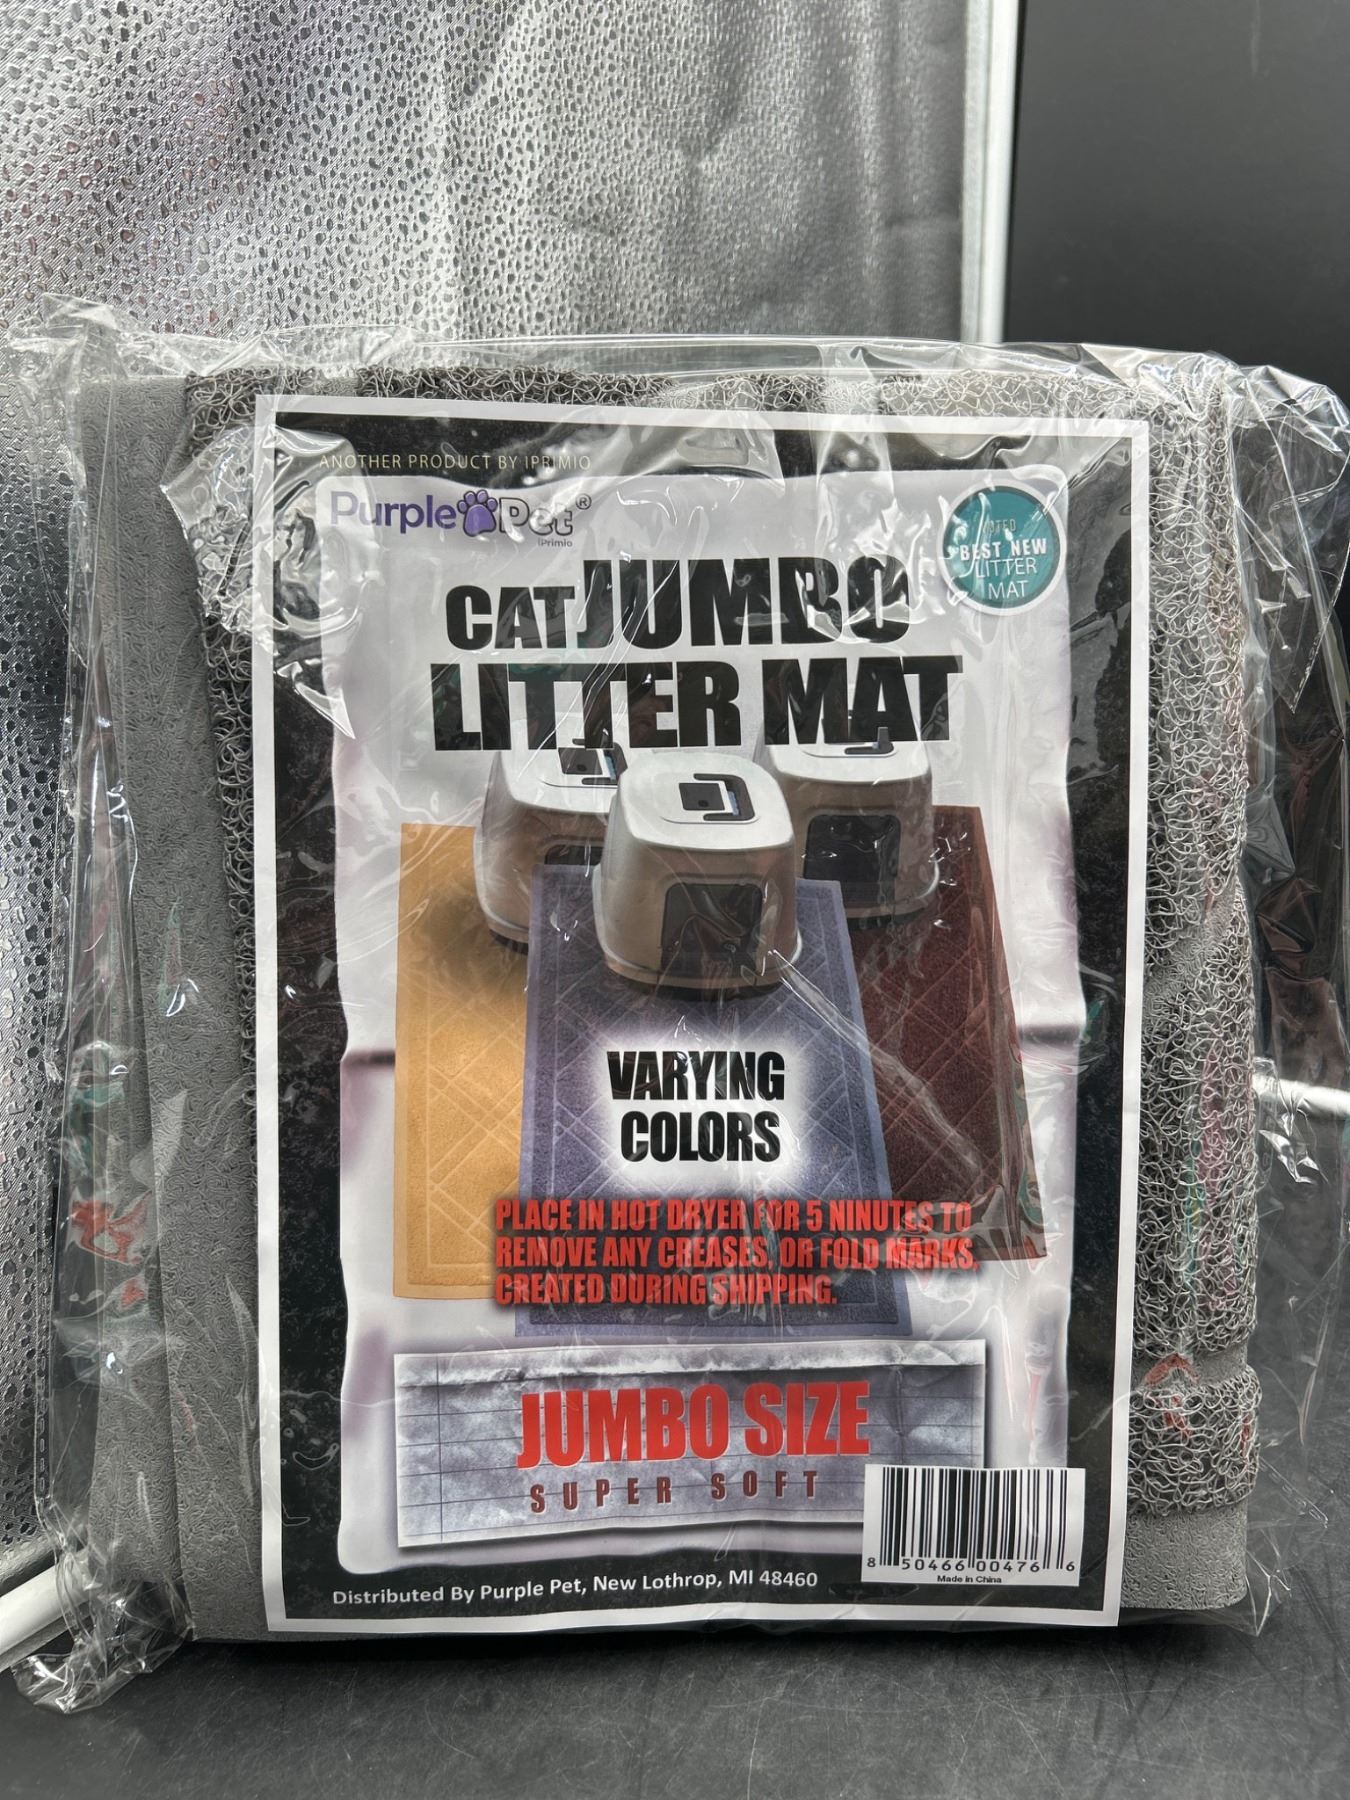 ANOTHER PRODUCT BY IPRIMIO
Purple Pet®
iPrimio
BEST NEW
LITTER
MAT
CAT JUMBO
LITTER MAT
VARYING
COLORS
PLACE IN HOT DRYER FOR 5 NINUTES TO
REMOVE ANY CREASES, OR FOLD MARKS,
CREATED DURING SHIPPING.
JUMBO SIZE
SUPER SOFT
8 50466 00476 6
Made in China
Distributed By Purple Pet, New Lothrop, MI 48460